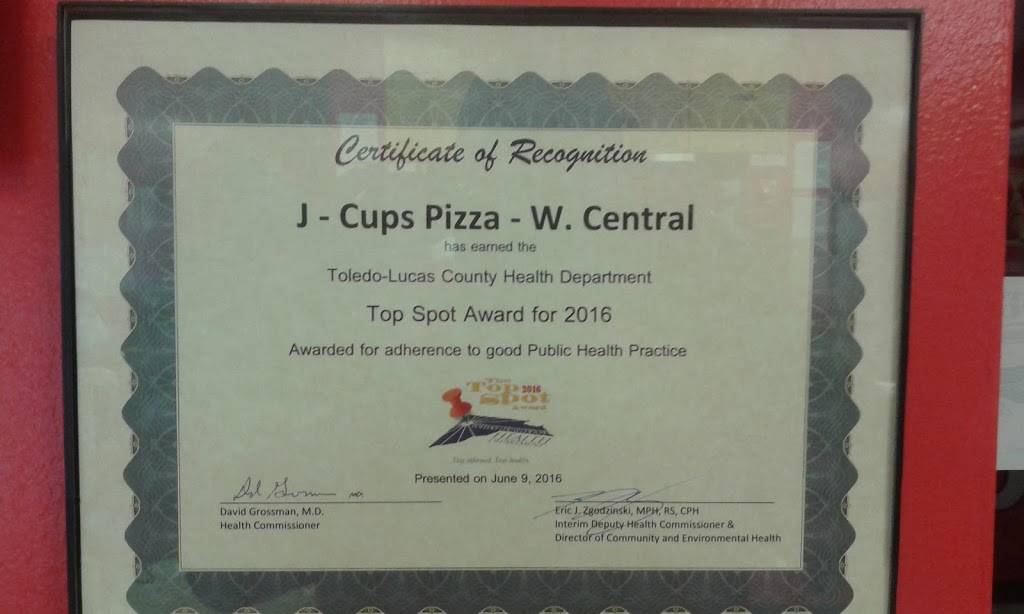 Certificate of Recognition
J - Cups Pizza - W. Central
has earned the
Toledo-Lucas County Health Department
Top Spot Award for 2016
Awarded for adherence to good Public Health Practice
The
Top 2016
Spot
Award
Presented on June 9, 2016
David Grossman, M.D.
Health Commissioner
Eric J. Zgodzinski, MPH, RS, CPH
Interim Deputy Health Commissioner &
Director of Community and Environmental Health